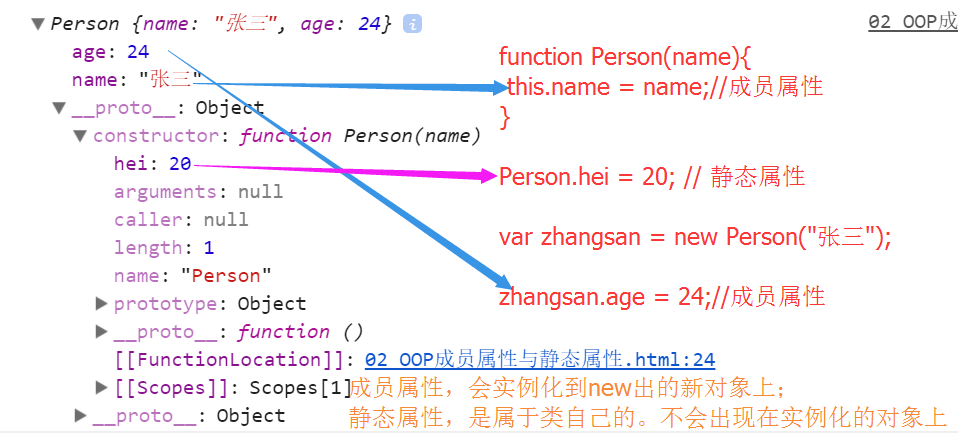 Person {name: "张三", age: 24} i
02 OOP成
age: 24
name: "张三"
__proto__: Object
constructor: function Person(name)
hei: 20
arguments: null
caller: null
length: 1
name: "Person"
prototype: Object
__proto__: function ()
[[FunctionLocation]]: 02 OOP成员属性与静态属性.html:24
[[Scopes]]: Scopes[1]
__proto__: Object
function Person(name){
this.name = name;//成员属性
}
Person.hei = 20; // 静态属性
var zhangsan = new Person("张三");
zhangsan.age = 24;//成员属性
成员属性，会实例化到new出的新对象上；
静态属性，是属于类自己的。不会出现在实例化的对象上